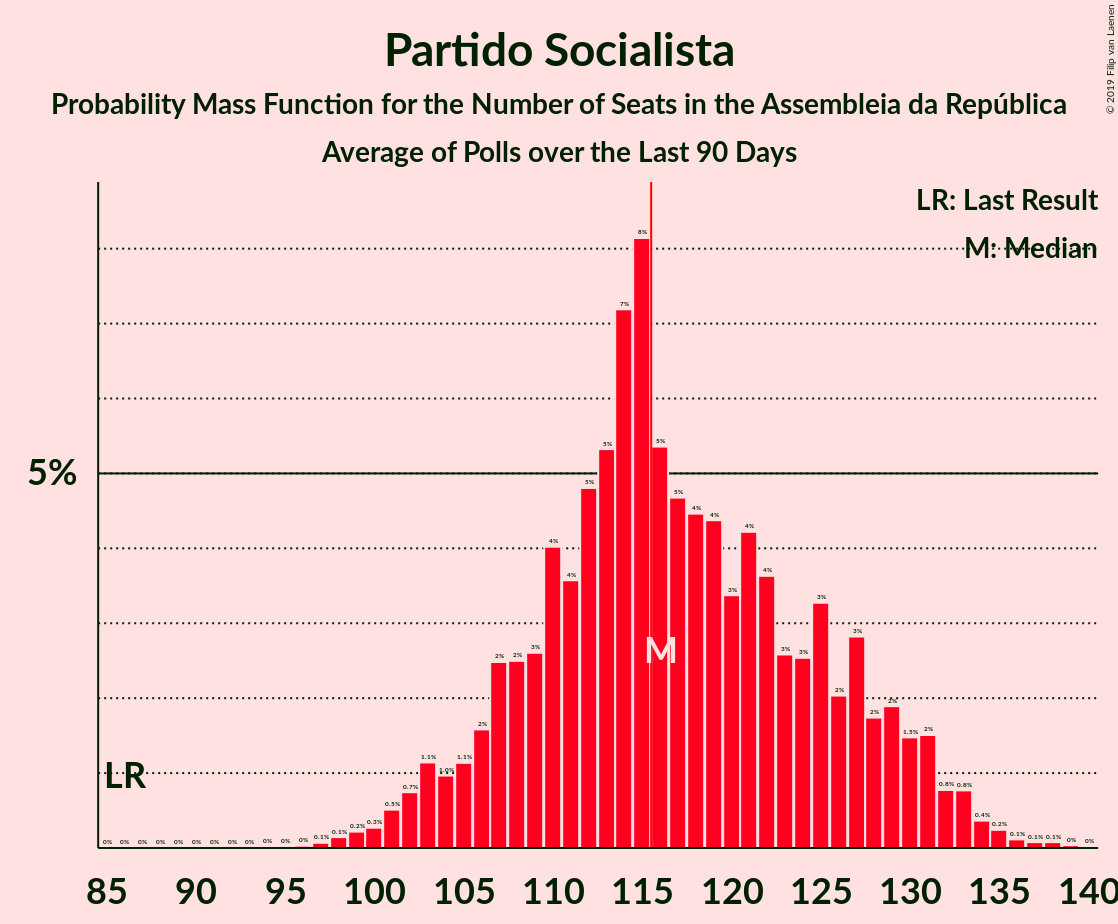 Partido Socialista
Probability Mass Function for the Number of Seats in the Assembleia da República
Average of Polls over the Last 90 Days
© 2019 Filip van Laenen
LR: Last Result
M: Median
5%
LR
M
0% 0% 0% 0% 0% 0% 0% 0% 0% 0% 0% 0% 0.1% 0.1% 0.2% 0.3% 0.5% 0.7% 1.1% 1.0% 1.1% 2% 2% 2% 3% 4% 4% 5% 5% 7% 8% 5% 5% 4% 4% 3% 4% 4% 3% 3% 3% 2% 3% 2% 2% 1.5% 2% 0.8% 0.8% 0.4% 0.2% 0.1% 0.1% 0.1% 0% 0%
85 90 95 100 105 110 115 120 125 130 135 140